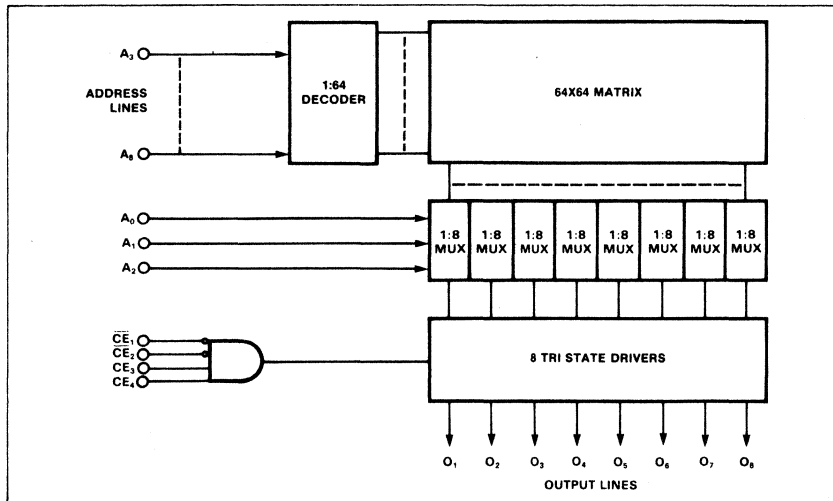 A3
1:64
DECODER
64X64 MATRIX
ADDRESS
LINES
A8
A0
A1
A2
1:8
MUX
1:8
MUX
1:8
MUX
1:8
MUX
1:8
MUX
1:8
MUX
1:8
MUX
1:8
MUX
C̅E̅1
C̅E̅2
CE3
CE4
8 TRI STATE DRIVERS
O1 O2 O3 O4 O5 O6 O7 O8
OUTPUT LINES